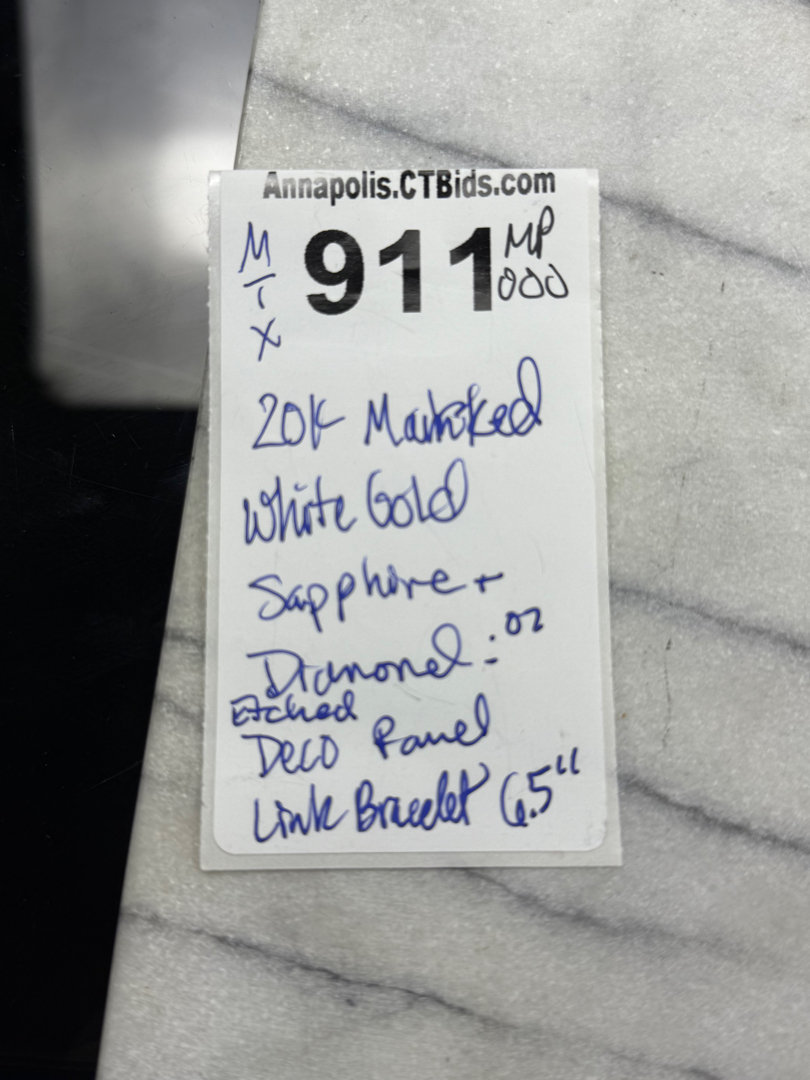 Annapolis.CTBids.com
911
MP
000
M
I
X
20K Marked
White Gold
Sapphire +
Diamond : 02
Etched
Deco Panel
Link Bracelet 6.5"